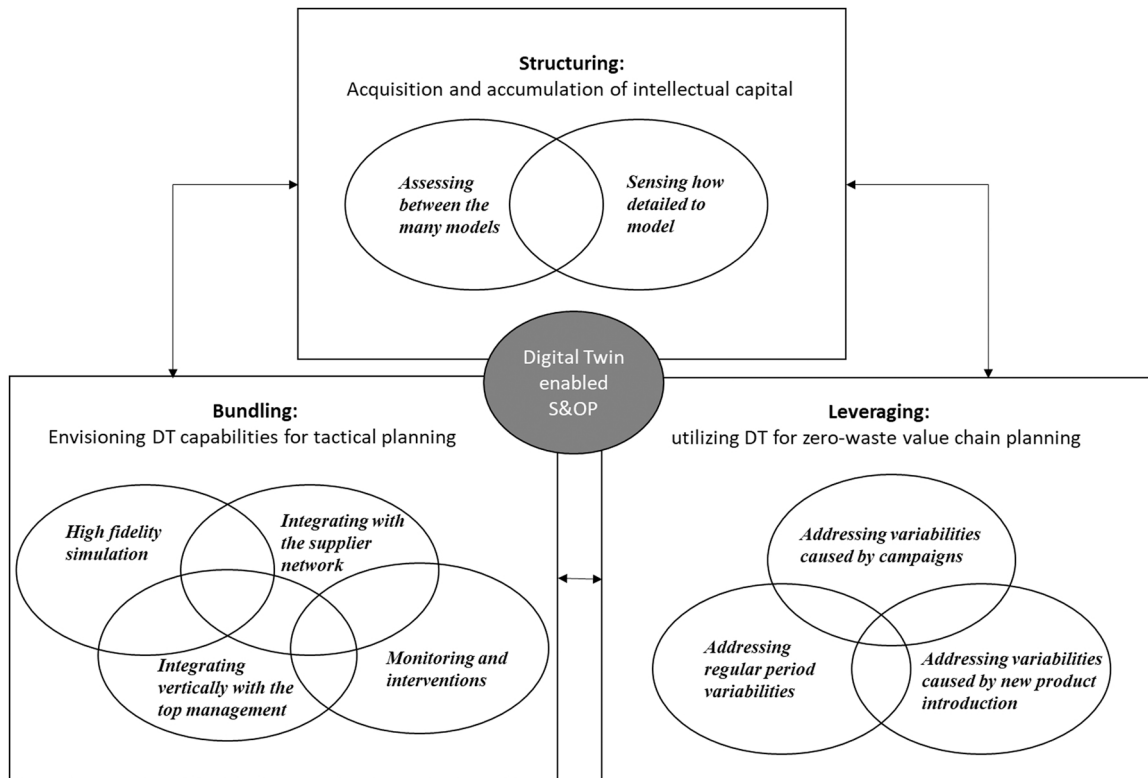 Structuring:
Acquisition and accumulation of intellectual capital
Assessing
between the
many models
Sensing how
detailed to
model
Digital Twin
enabled
S&OP
Bundling:
Envisioning DT capabilities for tactical planning
High fidelity
simulation
Integrating with
the supplier
network
Integrating
vertically with the
top management
Monitoring and
interventions
Leveraging:
utilizing DT for zero-waste value chain planning
Addressing variabilities
caused by campaigns
Addressing
regular period
variabilities
Addressing variabilities
caused by new product
introduction